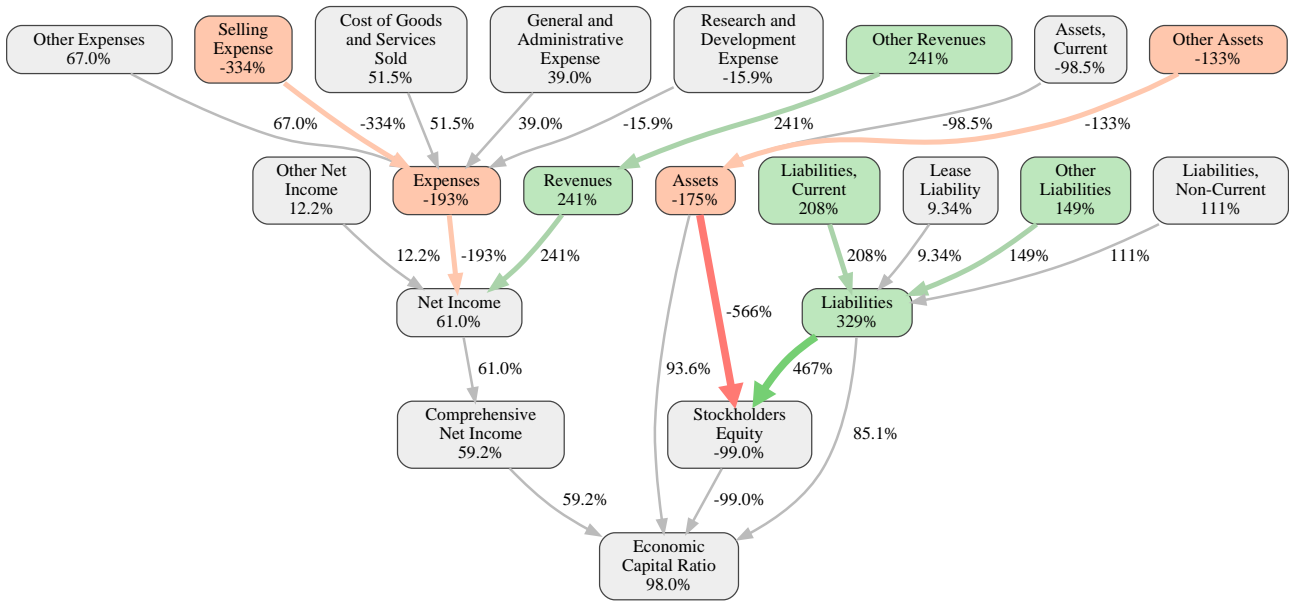 Other Expenses
67.0%
Selling
Expense
-334%
Cost of Goods
and Services
Sold
51.5%
General and
Administrative
Expense
39.0%
Research and
Development
Expense
-15.9%
Other Revenues
241%
Assets,
Current
-98.5%
Other Assets
-133%
67.0%
-334%
51.5%
39.0%
-15.9%
241%
-98.5%
-133%
Other Net
Income
12.2%
Expenses
-193%
Revenues
241%
Assets
-175%
Liabilities,
Current
208%
Lease
Liability
9.34%
Other
Liabilities
149%
Liabilities,
Non-Current
111%
12.2%
-193%
241%
208%
9.34%
149%
111%
Net Income
61.0%
-566%
Liabilities
329%
61.0%
93.6%
467%
Comprehensive
Net Income
59.2%
Stockholders
Equity
-99.0%
85.1%
59.2%
-99.0%
Economic
Capital Ratio
98.0%